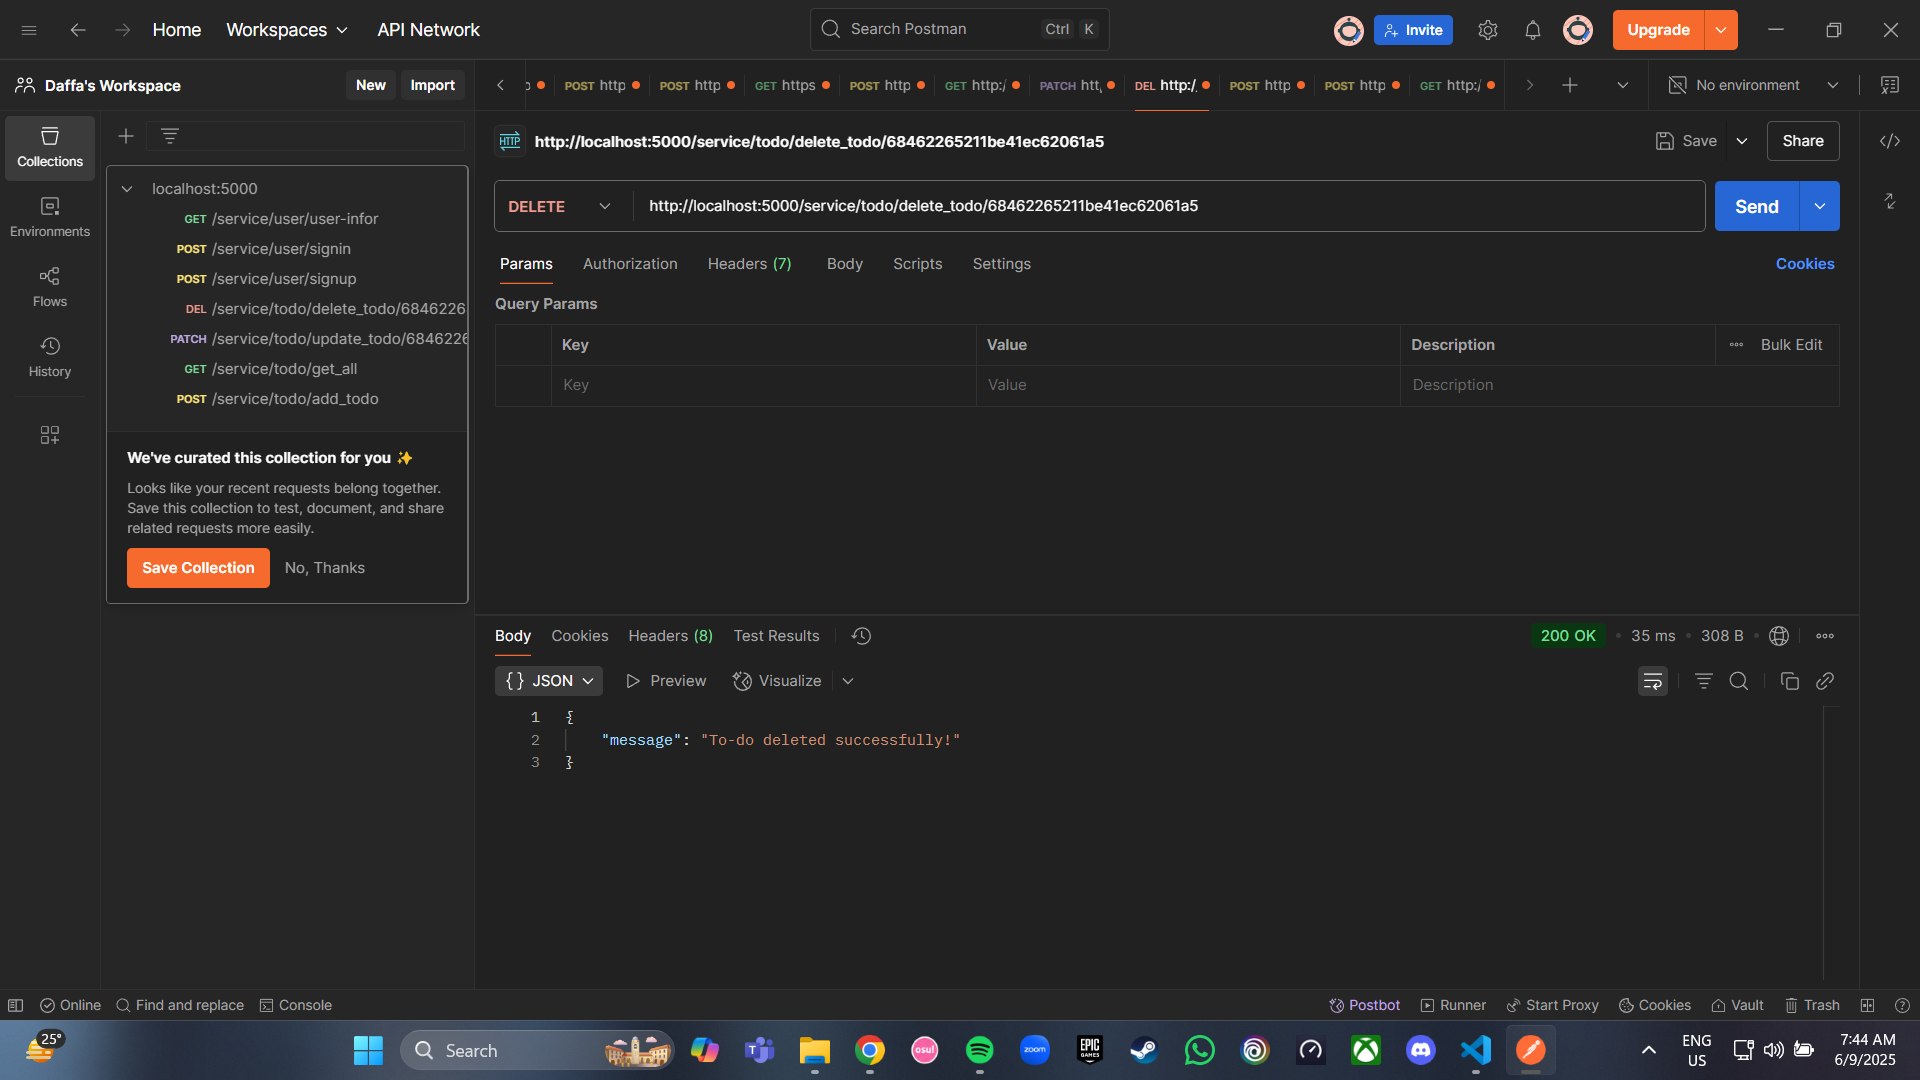 Home Workspaces API Network Search Postman Ctrl K Invite Upgrade
Daffa's Workspace New Import POST http POST http GET https POST http GET http:/ PATCH htt DEL http:/ POST http POST http GET http:/ No environment
Collections
Environments
Flows
History
localhost:5000
GET /service/user/user-infor
POST /service/user/signin
POST /service/user/signup
DEL /service/todo/delete_todo/6846226
PATCH /service/todo/update_todo/6846226
GET /service/todo/get_all
POST /service/todo/add_todo
We've curated this collection for you ✨
Looks like your recent requests belong together.
Save this collection to test, document, and share
related requests more easily.
Save Collection No, Thanks
HTTP http://localhost:5000/service/todo/delete_todo/68462265211be41ec62061a5 Save Share
DELETE http://localhost:5000/service/todo/delete_todo/68462265211be41ec62061a5 Send
Params Authorization Headers (7) Body Scripts Settings Cookies
Query Params
Key Value Description Bulk Edit
Key Value Description
Body Cookies Headers (8) Test Results 200 OK • 35 ms • 308 B
{} JSON Preview Visualize
1 {
2 "message": "To-do deleted successfully!"
3 }
Online Find and replace Console Postbot Runner Start Proxy Cookies Vault Trash
25° Search osu! zoom EPIC GAMES ENG US 7:44 AM 6/9/2025